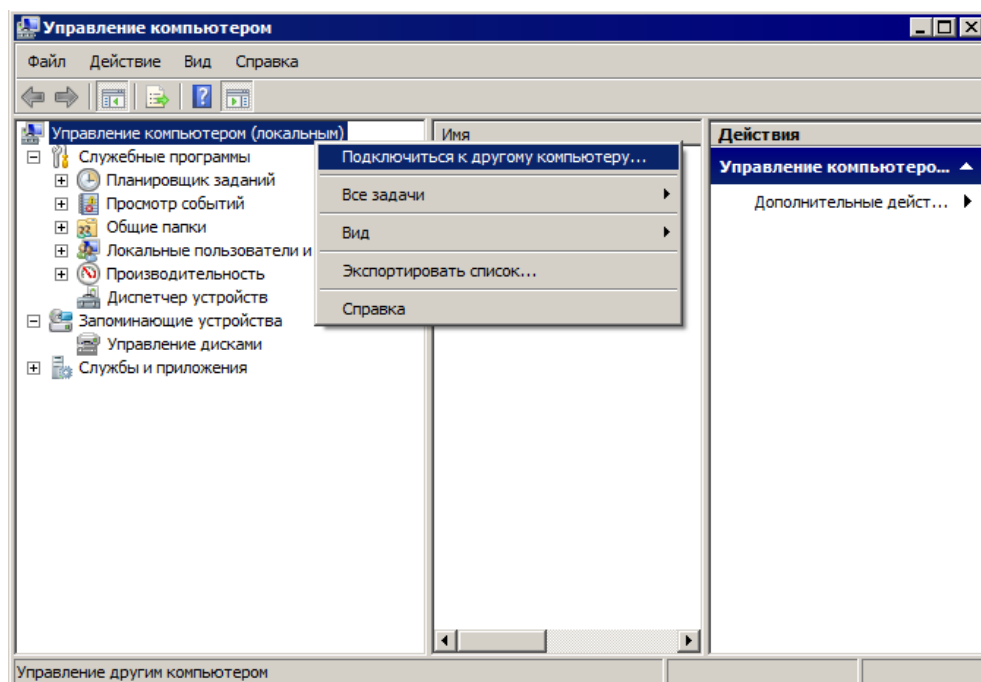 Управление компьютером
Файл Действие Вид Справка
Управление компьютером (локальным)
Служебные программы
Планировщик заданий
Просмотр событий
Общие папки
Локальные пользователи и
Производительность
Диспетчер устройств
Запоминающие устройства
Управление дисками
Службы и приложения
Имя
Подключиться к другому компьютеру...
Все задачи
Вид
Экспортировать список...
Справка
Действия
Управление компьютеро...
Дополнительные дейст...
Управление другим компьютером